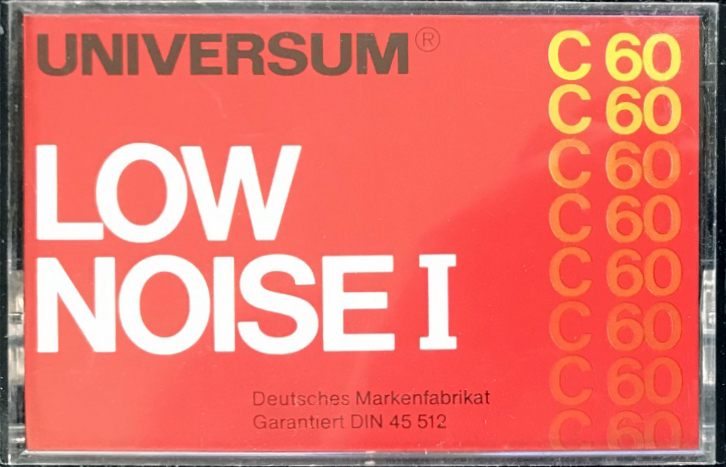 UNIVERSUM®
C 60
C 60
C 60
C 60
C 60
C 60
C 60
C 60
LOW
NOISE I
Deutsches Markenfabrikat
Garantiert DIN 45 512